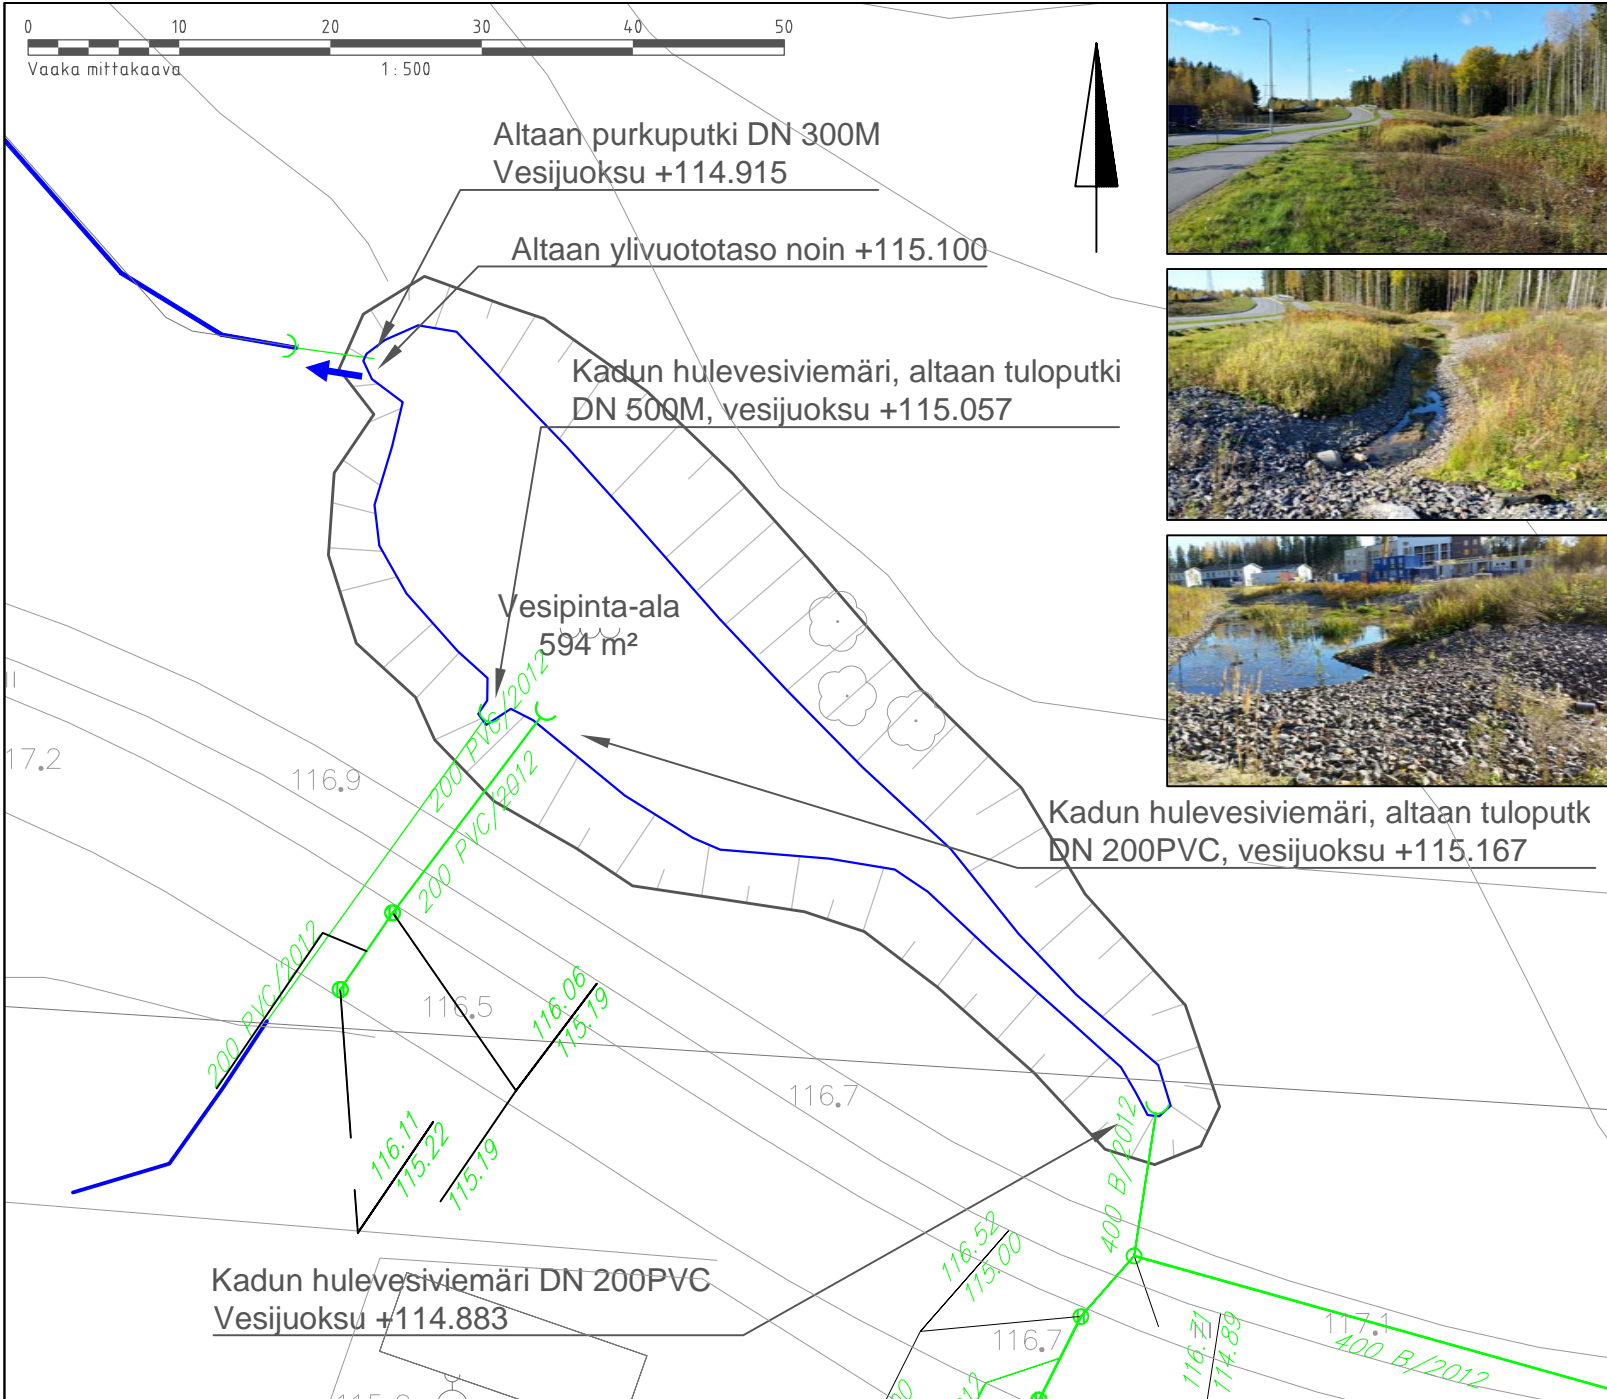 0 10 20 30 40 50
Vaaka mittakaava 1:500
Altaan purkuputki DN 300M
Vesijuoksu +114.915
Altaan ylivuototaso noin +115.100
Kadun hulevesiviemäri, altaan tuloputki
DN 500M, vesijuoksu +115.057
Vesipinta-ala
594 m²
200 PVC/2012
200 PVC/2012
17.2
116.9
Kadun hulevesiviemäri, altaan tuloputk
DN 200PVC, vesijuoksu +115.167
200 PVC/2012
116.5
116.06
115.19
116.7
116.11
115.22
115.19
400 B/2012
116.52
115.00
Kadun hulevesiviemäri DN 200PVC
Vesijuoksu +114.883
116.7
116.71
114.89
117.1
400 B/2012